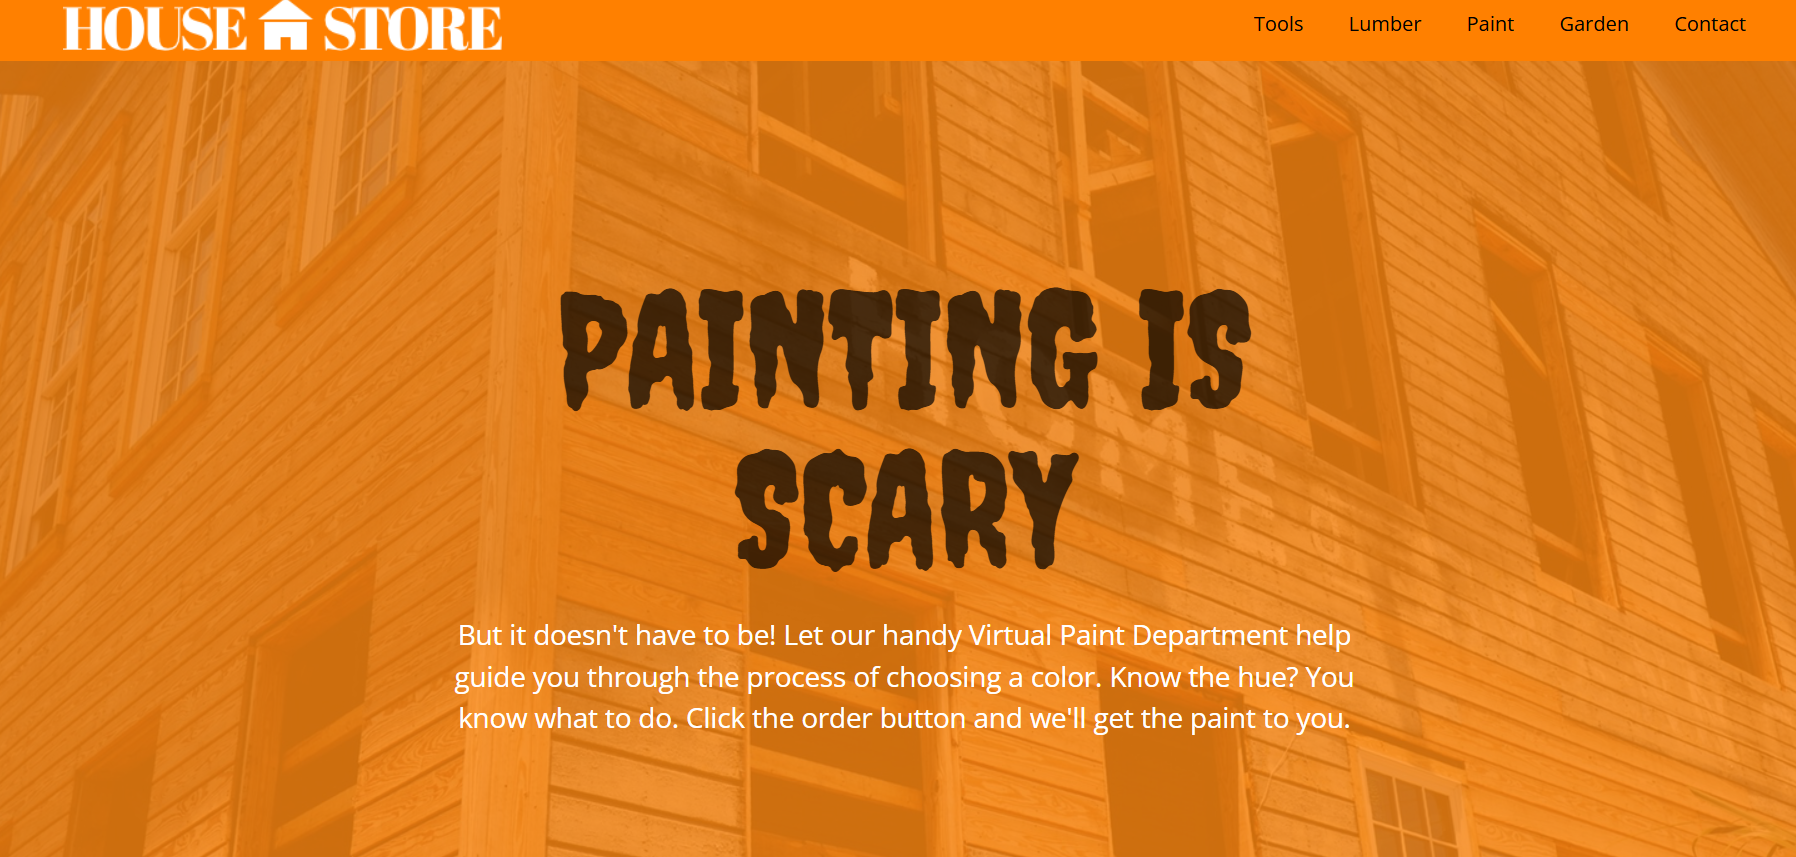 HOUSE STORE
Tools Lumber Paint Garden Contact
PAINTING IS
SCARY
But it doesn't have to be! Let our handy Virtual Paint Department help
guide you through the process of choosing a color. Know the hue? You
know what to do. Click the order button and we'll get the paint to you.